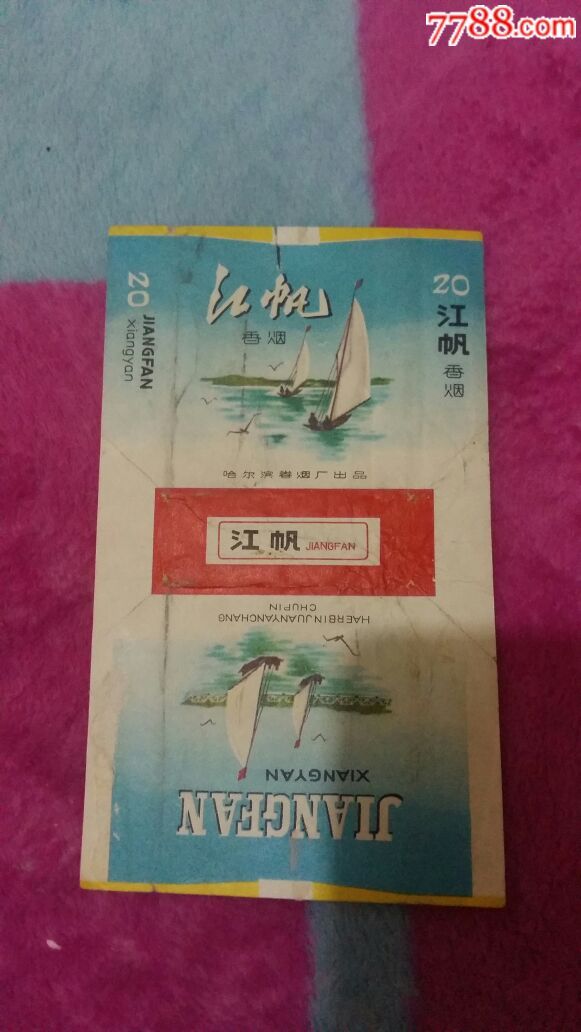 7788.com
江帆
香烟
20
JIANGFAN
xiangyan
20
江帆
香烟
哈尔滨卷烟厂出品
江帆 JIANGFAN
HAERBINJUANYANCHANG
CHUPIN
XIANGYAN
JIANGFAN